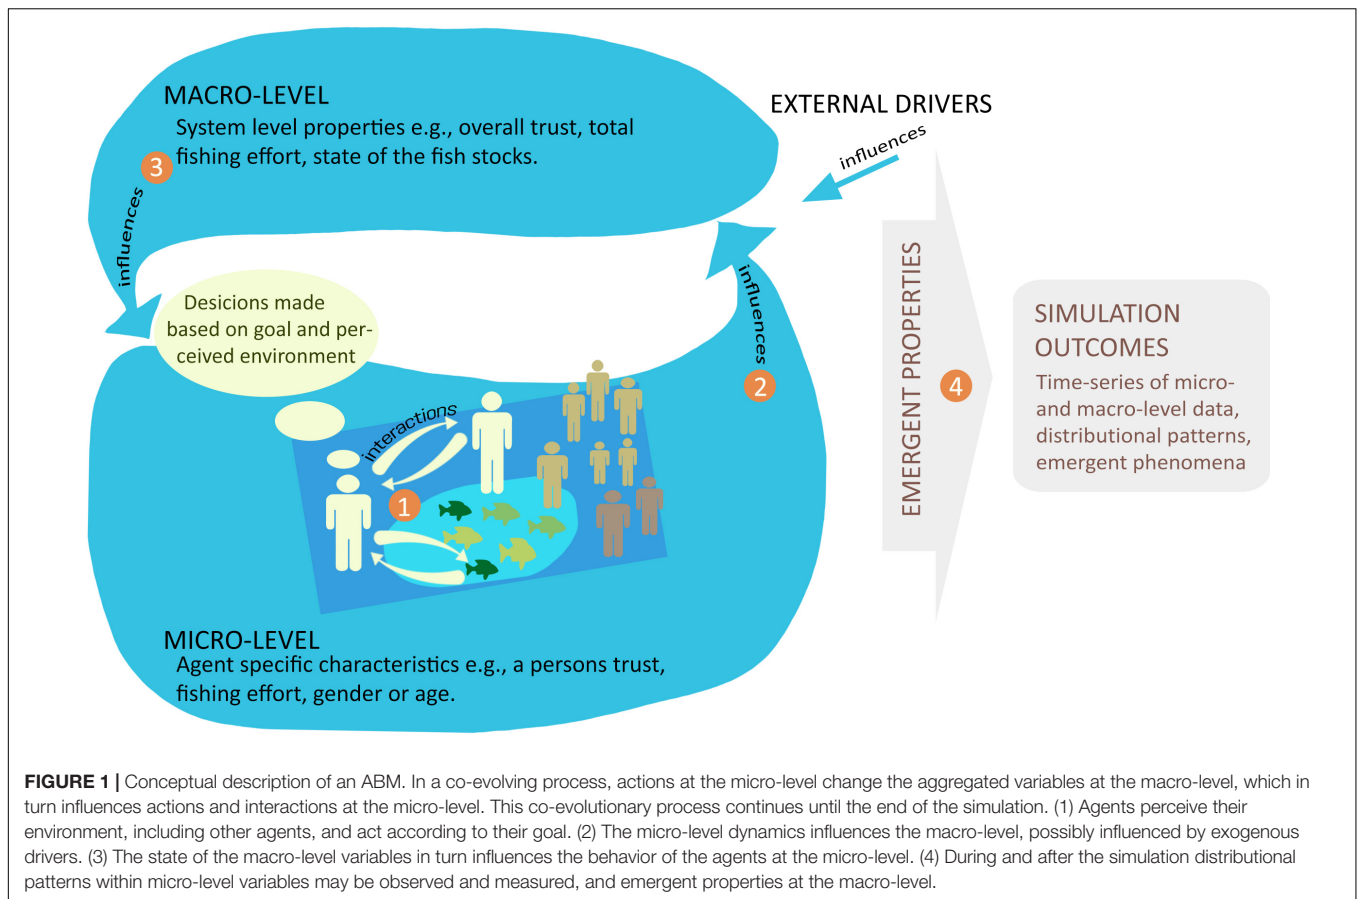 MACRO-LEVEL
System level properties e.g., overall trust, total
fishing effort, state of the fish stocks.
3
influences
EXTERNAL DRIVERS
influences
Desicions made
based on goal and per-
ceived environment
influences
2
interactions
1
MICRO-LEVEL
Agent specific characteristics e.g., a persons trust,
fishing effort, gender or age.
EMERGENT PROPERTIES
4
SIMULATION
OUTCOMES
Time-series of micro-
and macro-level data,
distributional patterns,
emergent phenomena
FIGURE 1 | Conceptual description of an ABM. In a co-evolving process, actions at the micro-level change the aggregated variables at the macro-level, which in
turn influences actions and interactions at the micro-level. This co-evolutionary process continues until the end of the simulation. (1) Agents perceive their
environment, including other agents, and act according to their goal. (2) The micro-level dynamics influences the macro-level, possibly influenced by exogenous
drivers. (3) The state of the macro-level variables in turn influences the behavior of the agents at the micro-level. (4) During and after the simulation distributional
patterns within micro-level variables may be observed and measured, and emergent properties at the macro-level.